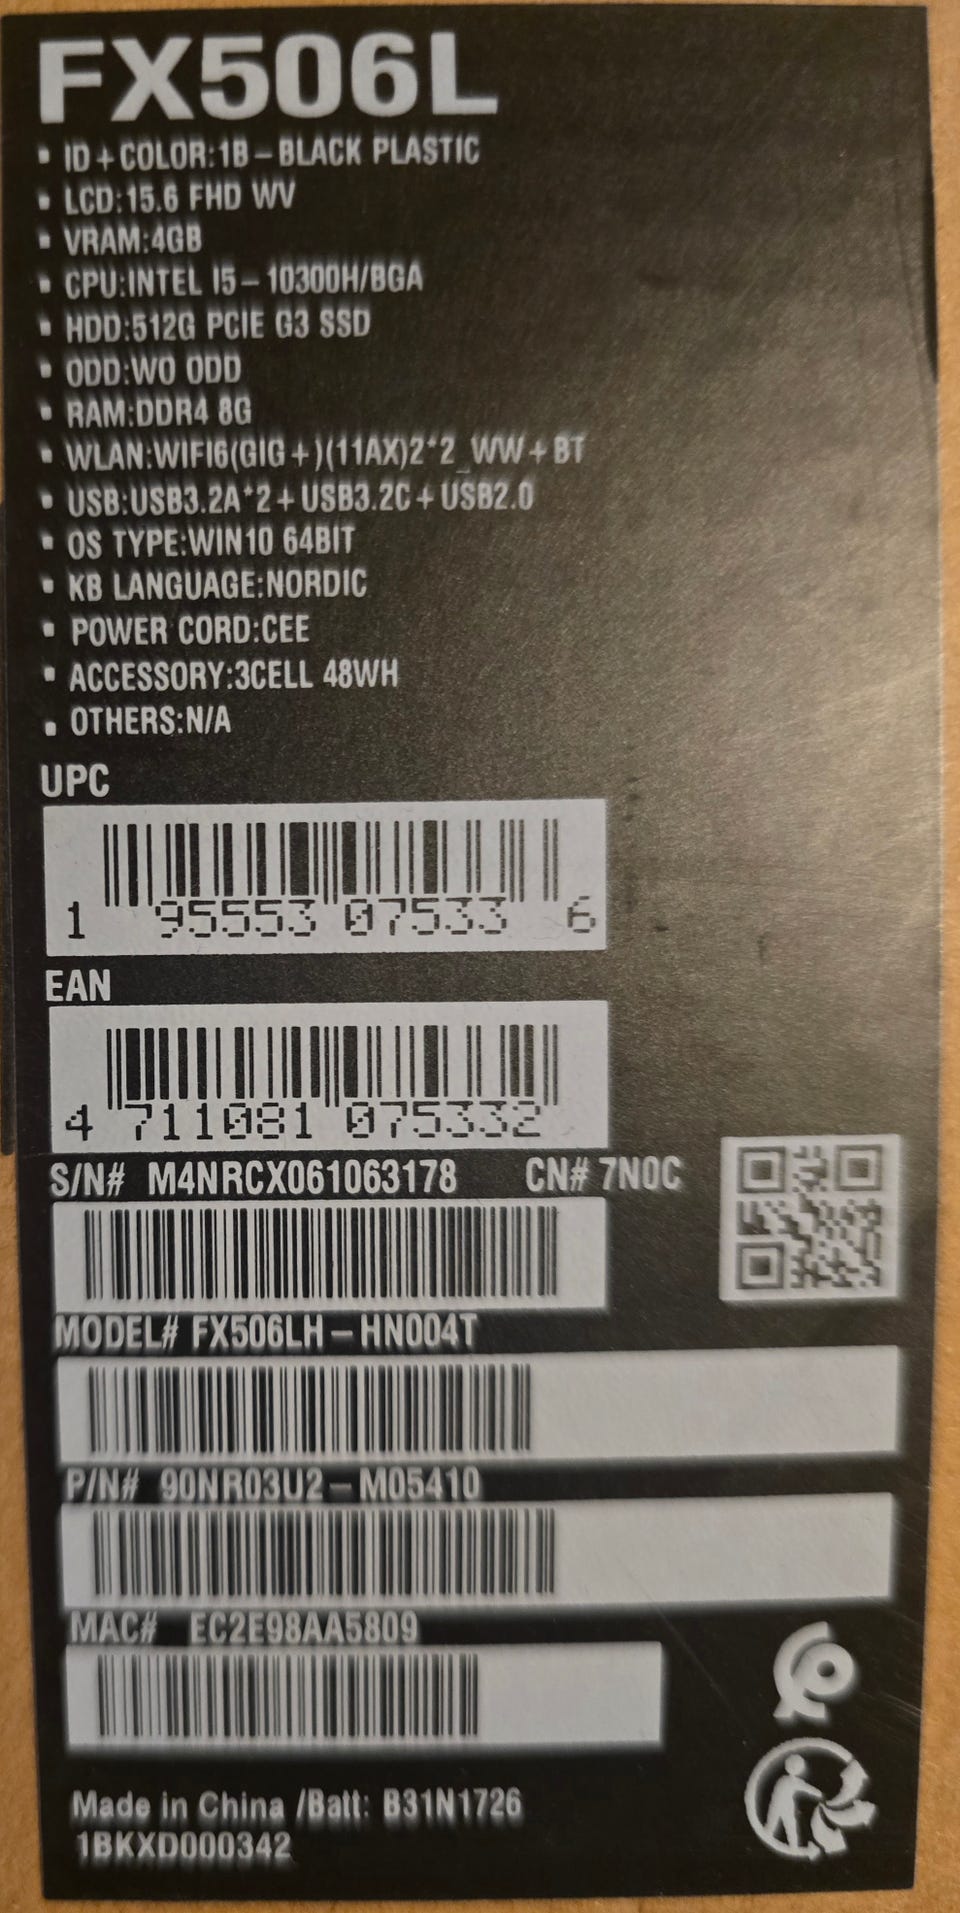 FX506L
▪ ID+COLOR:1B-BLACK PLASTIC
▪ LCD:15.6 FHD WV
▪ VRAM:4GB
▪ CPU:INTEL I5-10300H/BGA
▪ HDD:512G PCIE G3 SSD
▪ ODD:WO ODD
▪ RAM:DDR4 8G
▪ WLAN:WIFI6(GIG+)(11AX)2*2_WW+BT
▪ USB:USB3.2A*2+USB3.2C+USB2.0
▪ OS TYPE:WIN10 64BIT
▪ KB LANGUAGE:NORDIC
▪ POWER CORD:CEE
▪ ACCESSORY:3CELL 48WH
▪ OTHERS:N/A
UPC
1 95553 07533 6
EAN
4 711081 075332
S/N# M4NRCX061063178 CN# 7N0C
MODEL# FX506LH-HN004T
P/N# 90NR03U2-M05410
MAC# EC2E98AA5809
Made in China /Batt: B31N1726
1BKXD000342